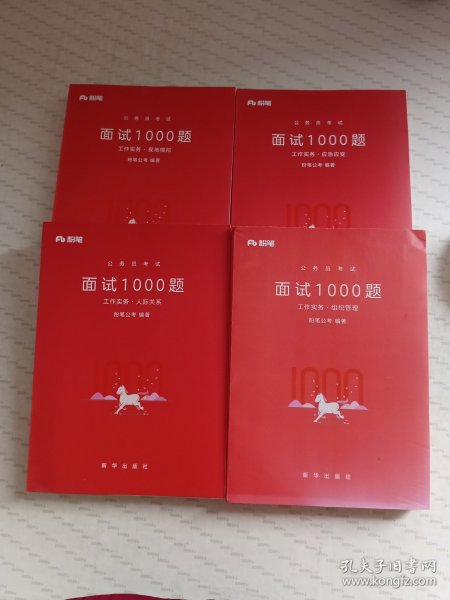 粉笔
公务员考试
面试1000题
工作实务·现场模拟
粉笔公考 编著
粉笔
公务员考试
面试1000题
工作实务·应急应变
粉笔公考 编著
粉笔
公务员考试
面试1000题
工作实务·人际关系
粉笔公考 编著
1000
新华出版社
粉笔
公务员考试
面试1000题
工作实务·组织管理
粉笔公考 编著
1000
新华出版社
孔夫子旧书网
www.kongfz.com